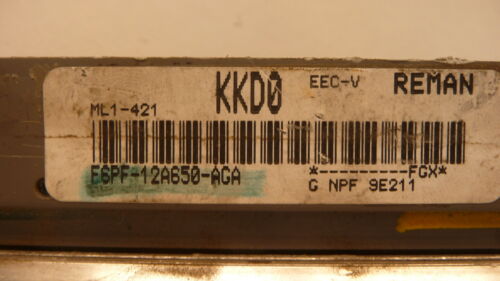 KKD0 EEC-V REMAN
ML1-421
F6PF-12A650-AGA *----------FGX*
G NPF 9E211